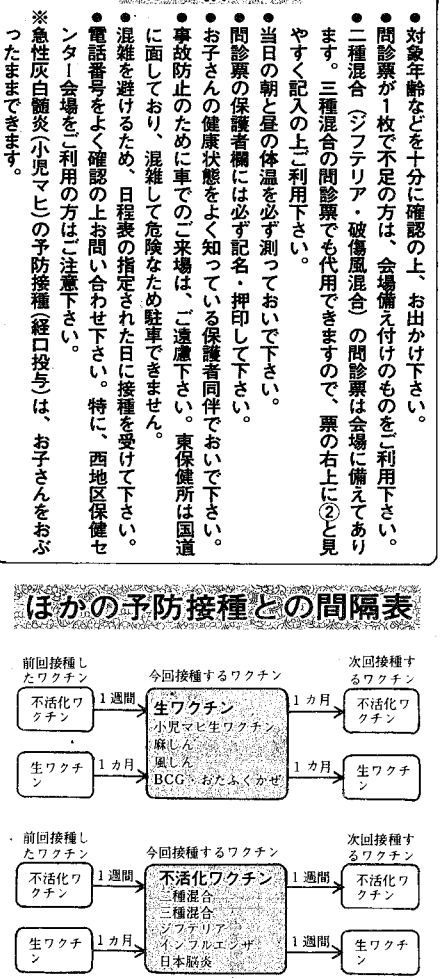 ●対象年齢などを十分に確認の上、お出かけ下さい。
●問診票が1枚で不足の方は、会場備え付けのものをご利用下さい。
●二種混合（ジフテリア・破傷風混合）の問診票は会場に備えてあり
ます。三種混合の問診票でも代用できますので、票の右上に②と見
やすく記入の上ご利用下さい。
●当日の朝と昼の体温を必ず測っておいで下さい。
●問診票の保護者欄には必ず記名・押印して下さい。
●お子さんの健康状態をよく知っている保護者同伴でおいで下さい。
●事故防止のために車でのご来場は、ご遠慮下さい。東保健所は国道
に面しており、混雑して危険なため駐車できません。
●混雑を避けるため、日程表の指定された日に接種を受けて下さい。
●電話番号をよく確認の上お問い合わせ下さい。特に、西地区保健セ
ンター会場をご利用の方はご注意下さい。
※急性灰白髄炎（小児マヒ）の予防接種（経口投与）は、お子さんをおぶ
ったままできます。
ほかの予防接種との間隔表
前回接種し
たワクチン
今回接種するワクチン
次回接種す
るワクチン
不活化ワ
クチン
1週間
生ワクチン
小児マヒ生ワクチン
麻しん
風しん
BCG・おたふくかぜ
1カ月
不活化ワ
クチン
生ワクチ
ン
1カ月
1カ月
生ワクチ
ン
前回接種し
たワクチン
今回接種するワクチン
次回接種す
るワクチン
不活化ワ
クチン
1週間
不活化ワクチン
二種混合
三種混合
ジフテリア
インフルエンザ
日本脳炎
1週間
不活化ワ
クチン
生ワクチ
ン
1カ月
1週間
生ワクチ
ン